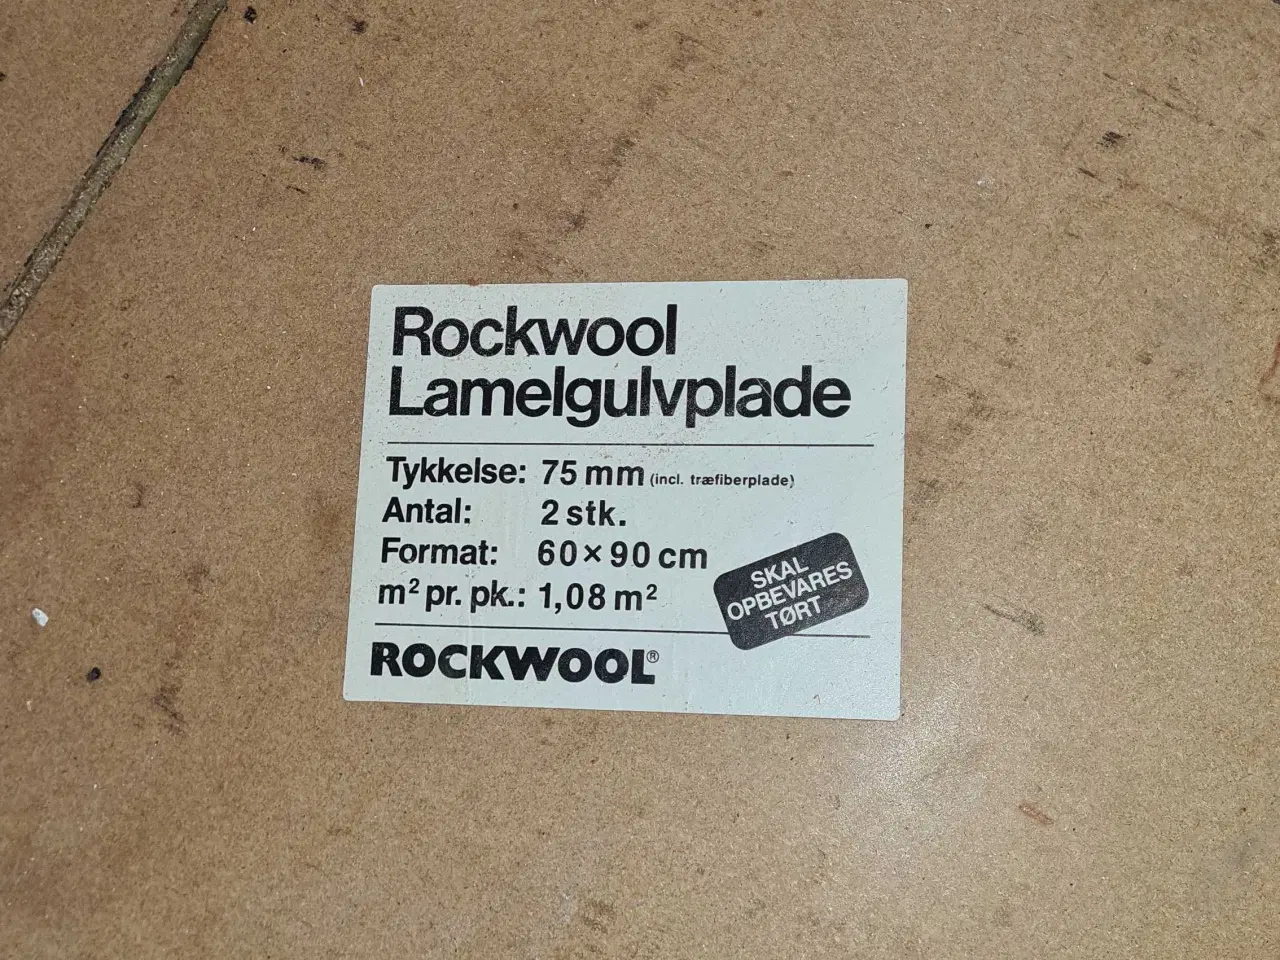 Rockwool
Lamelgulvplade
Tykkelse: 75 mm (incl. træfiberplade)
Antal: 2 stk.
Format: 60 × 90 cm
m² pr. pk.: 1,08 m²
SKAL
OPBEVARES
TØRT
ROCKWOOL®